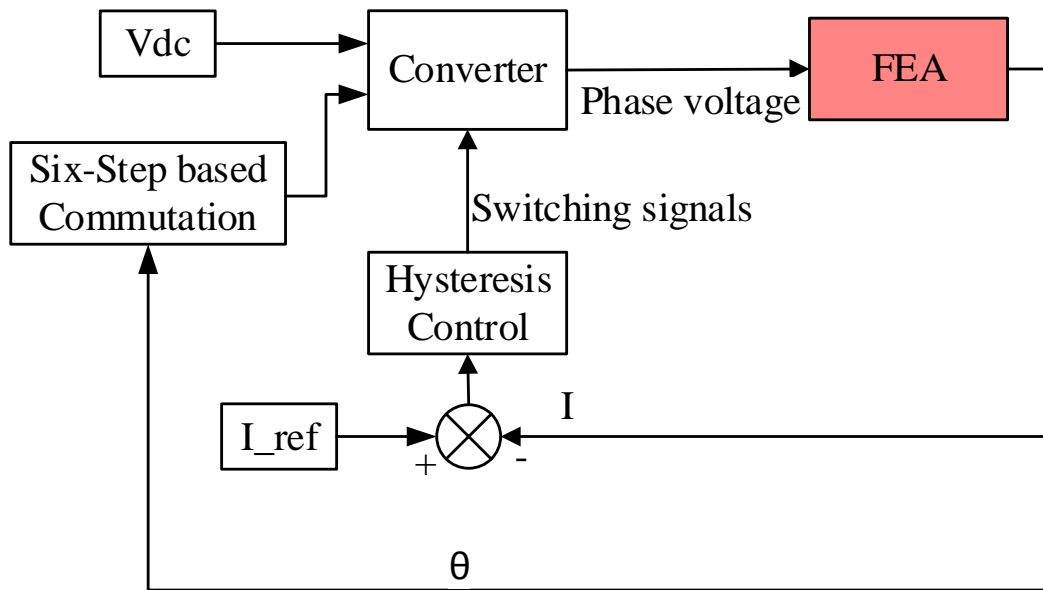 Vdc
Converter
FEA
Phase voltage
Six-Step based
Commutation
Switching signals
Hysteresis
Control
I
I_ref
+
-
θ